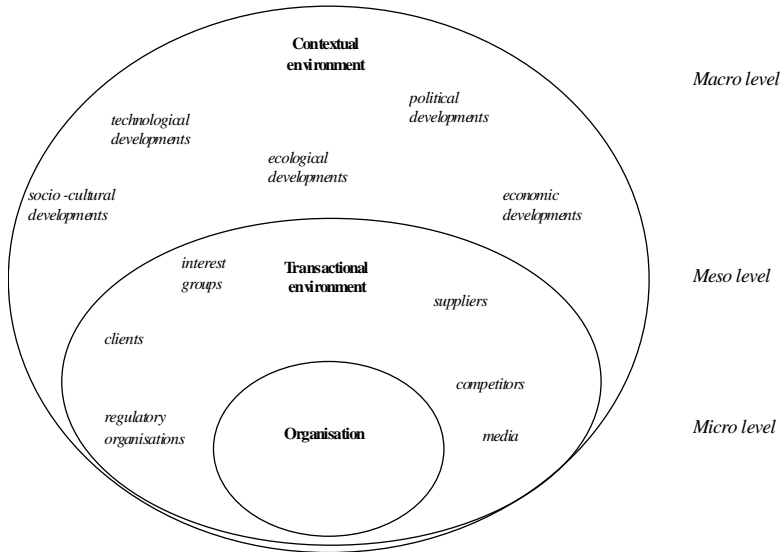 Contextual
environment
Macro level
political
developments
technological
developments
ecological
developments
socio -cultural
developments
economic
developments
interest
groups
Transactional
environment
Meso level
suppliers
clients
competitors
regulatory
organisations
Organisation
media
Micro level